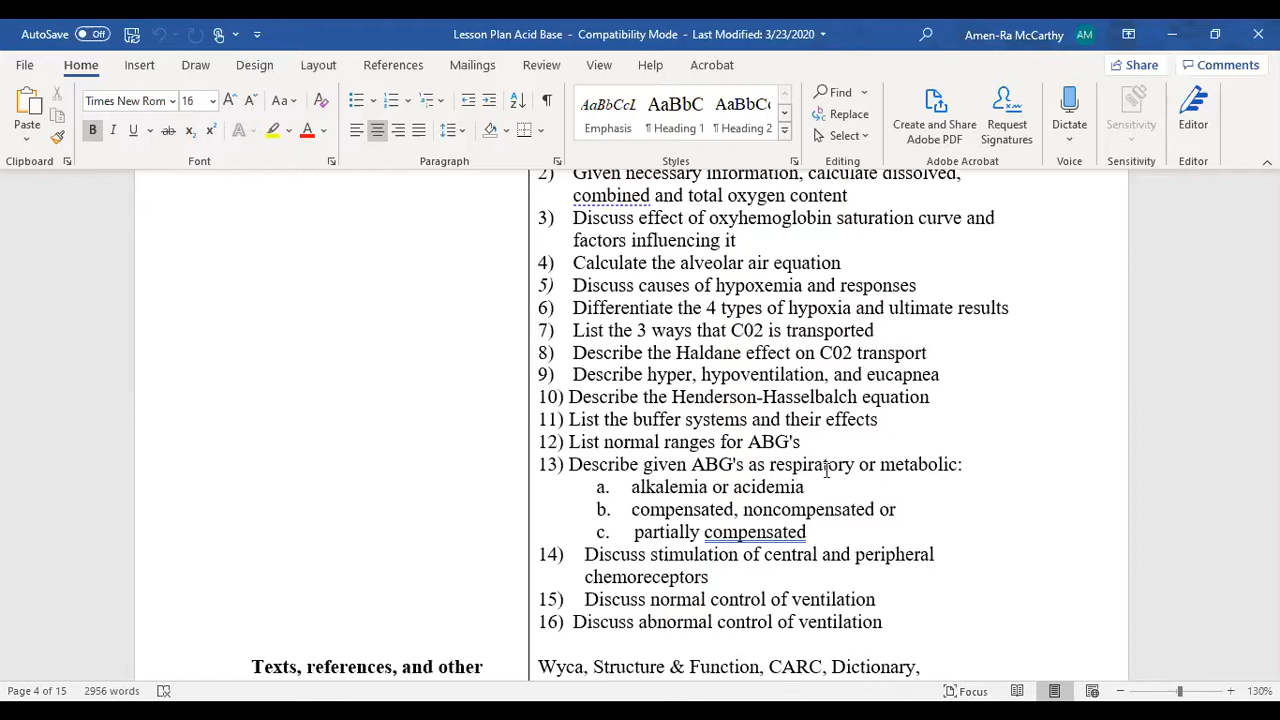 AutoSave Off Lesson Plan Acid Base - Compatibility Mode - Last Modified: 3/23/2020 Amen-Ra McCarthy AM
File Home Insert Draw Design Layout References Mailings Review View Help Acrobat Share Comments
Times New Rom 16 A A Aa A
B I U ab x₂ x² A A
Paste
AaBbCcL AaBbC AaBbC
Emphasis ¶ Heading 1 ¶ Heading 2
Find
Replace
Select
Create and Share
Adobe PDF
Request
Signatures
Dictate
Sensitivity
Editor
Clipboard Font Paragraph Styles Editing Adobe Acrobat Voice Sensitivity Editor
2) Given necessary information, calculate dissolved,
combined and total oxygen content
3) Discuss effect of oxyhemoglobin saturation curve and
factors influencing it
4) Calculate the alveolar air equation
5) Discuss causes of hypoxemia and responses
6) Differentiate the 4 types of hypoxia and ultimate results
7) List the 3 ways that C02 is transported
8) Describe the Haldane effect on C02 transport
9) Describe hyper, hypoventilation, and eucapnea
10) Describe the Henderson-Hasselbalch equation
11) List the buffer systems and their effects
12) List normal ranges for ABG's
13) Describe given ABG's as respiratory or metabolic:
a. alkalemia or acidemia
b. compensated, noncompensated or
c. partially compensated
14) Discuss stimulation of central and peripheral
chemoreceptors
15) Discuss normal control of ventilation
16) Discuss abnormal control of ventilation
Texts, references, and other Wyca, Structure & Function, CARC, Dictionary,
Page 4 of 15 2956 words Focus 130%